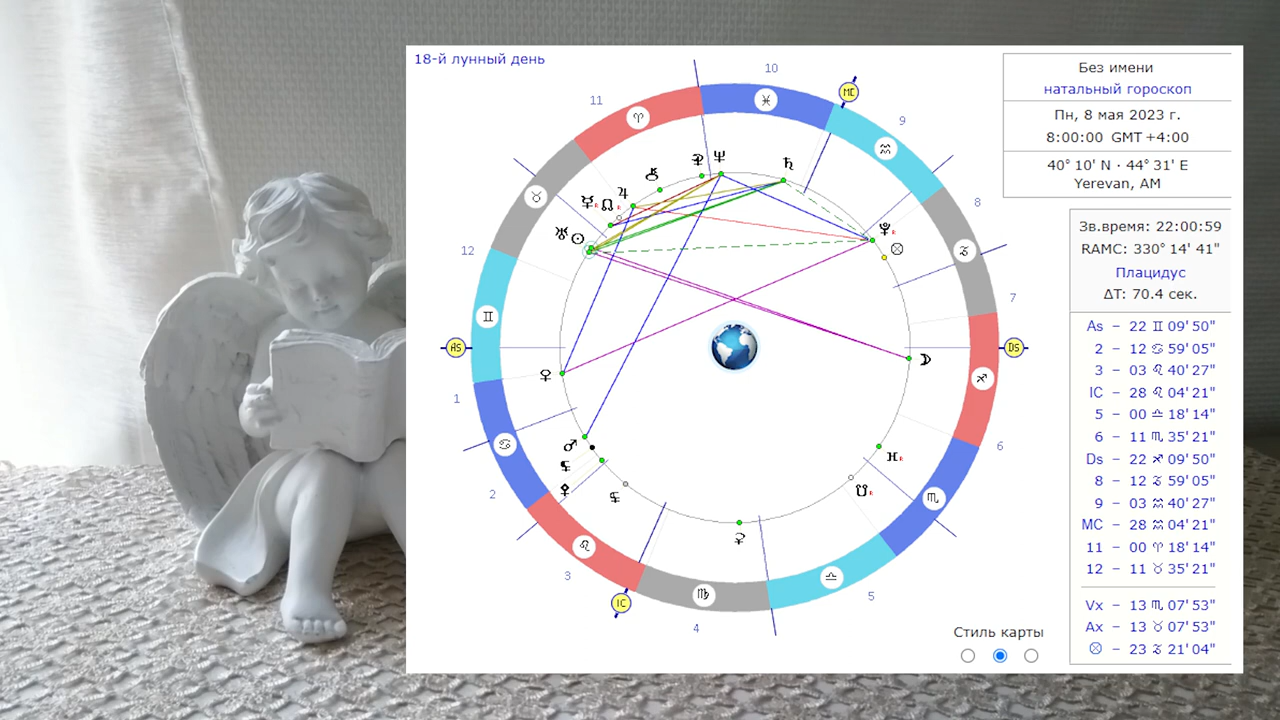 18-й лунный день
Без имени
натальный гороскоп
Пн, 8 мая 2023 г.
8:00:00 GMT +4:00
40° 10' N · 44° 31' E
Yerevan, AM
Зв.время: 22:00:59
RAMC: 330° 14' 41"
Плацидус
ΔT: 70.4 сек.
As – 22 ♊ 09'50"
2 – 12 ♋ 59'05"
3 – 03 ♌ 40'27"
IC – 28 ♌ 04'21"
5 – 00 ♎ 18'14"
6 – 11 ♏ 35'21"
Ds – 22 ♐ 09'50"
8 – 12 ♑ 59'05"
9 – 03 ♒ 40'27"
MC – 28 ♒ 04'21"
11 – 00 ♈ 18'14"
12 – 11 ♉ 35'21"
Vx – 13 ♏ 07'53"
Ax – 13 ♉ 07'53"
⊗ – 23 ♑ 21'04"
10
11
MC
9
8
12
7
AS
DS
1
6
2
3
IC
5
4
Стиль карты